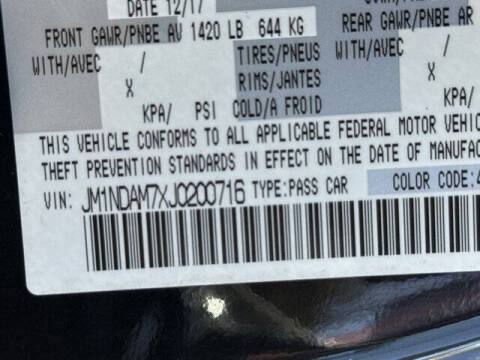 DATE 12/17
FRONT GAWR/PNBE AV 1420 LB 644 KG REAR GAWR/PNBE AR
WITH/AVEC / TIRES/PNEUS WITH/AVEC /
X RIMS/JANTES X
KPA/ PSI COLD/A FROID KPA/
THIS VEHICLE CONFORMS TO ALL APPLICABLE FEDERAL MOTOR VEHIC
THEFT PREVENTION STANDARDS IN EFFECT ON THE DATE OF MANUFAC
VIN: JM1NDAM7XJ0200716 TYPE:PASS CAR COLOR CODE:4